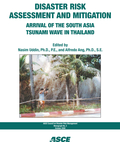 DISASTER RISK
ASSESSMENT AND MITIGATION
ARRIVAL OF THE SOUTH ASIA
TSUNAMI WAVE IN THAILAND
Edited by
Nasim Uddin, Ph.D., P.E., and Alfredo Ang, Ph.D., S.E.
ASCE